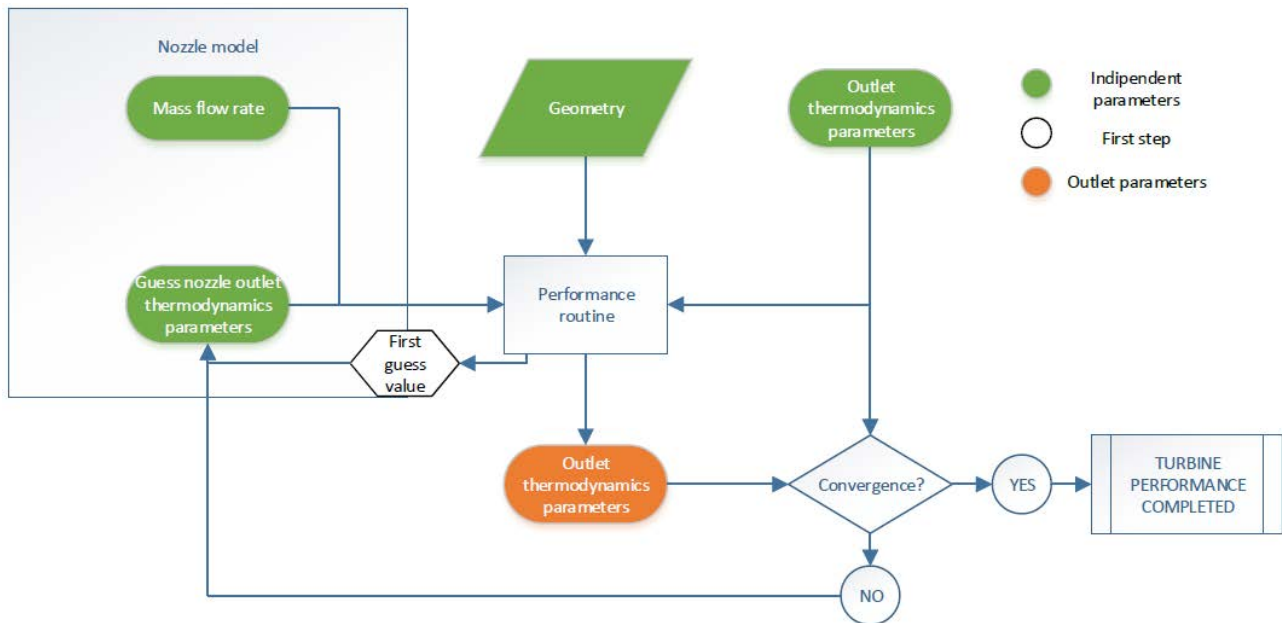 Nozzle model
Mass flow rate
Geometry
Outlet
thermodynamics
parameters
Indipendent
parameters
First step
Outlet parameters
Guess nozzle outlet
thermodynamics
parameters
Performance
routine
First
guess
value
Outlet
thermodynamics
parameters
Convergence?
YES
TURBINE
PERFORMANCE
COMPLETED
NO